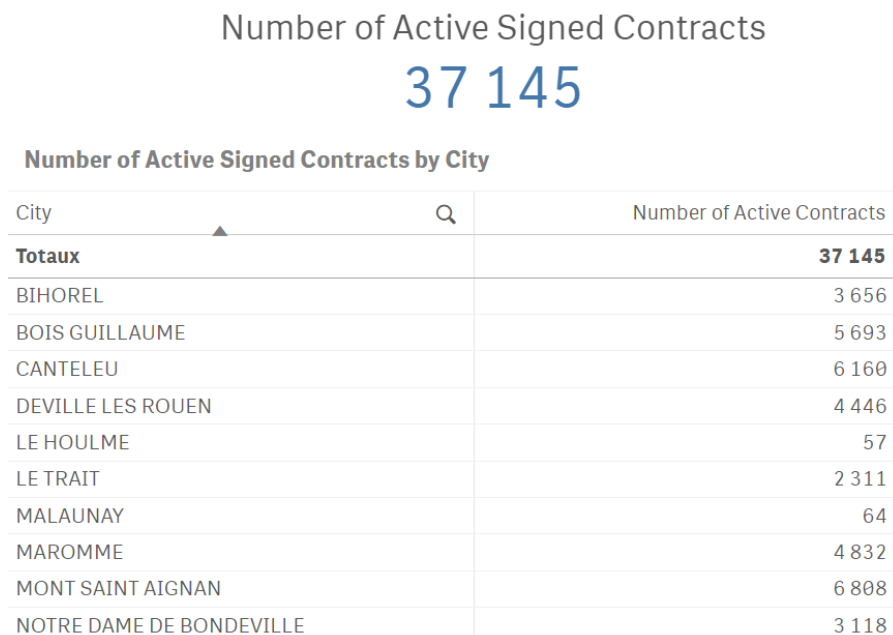 Number of Active Signed Contracts
37 145
Number of Active Signed Contracts by City
City Number of Active Contracts
Totaux 37 145
BIHOREL 3 656
BOIS GUILLAUME 5 693
CANTELEU 6 160
DEVILLE LES ROUEN 4 446
LE HOULME 57
LE TRAIT 2 311
MALAUNAY 64
MAROMME 4 832
MONT SAINT AIGNAN 6 808
NOTRE DAME DE BONDEVILLE 3 118